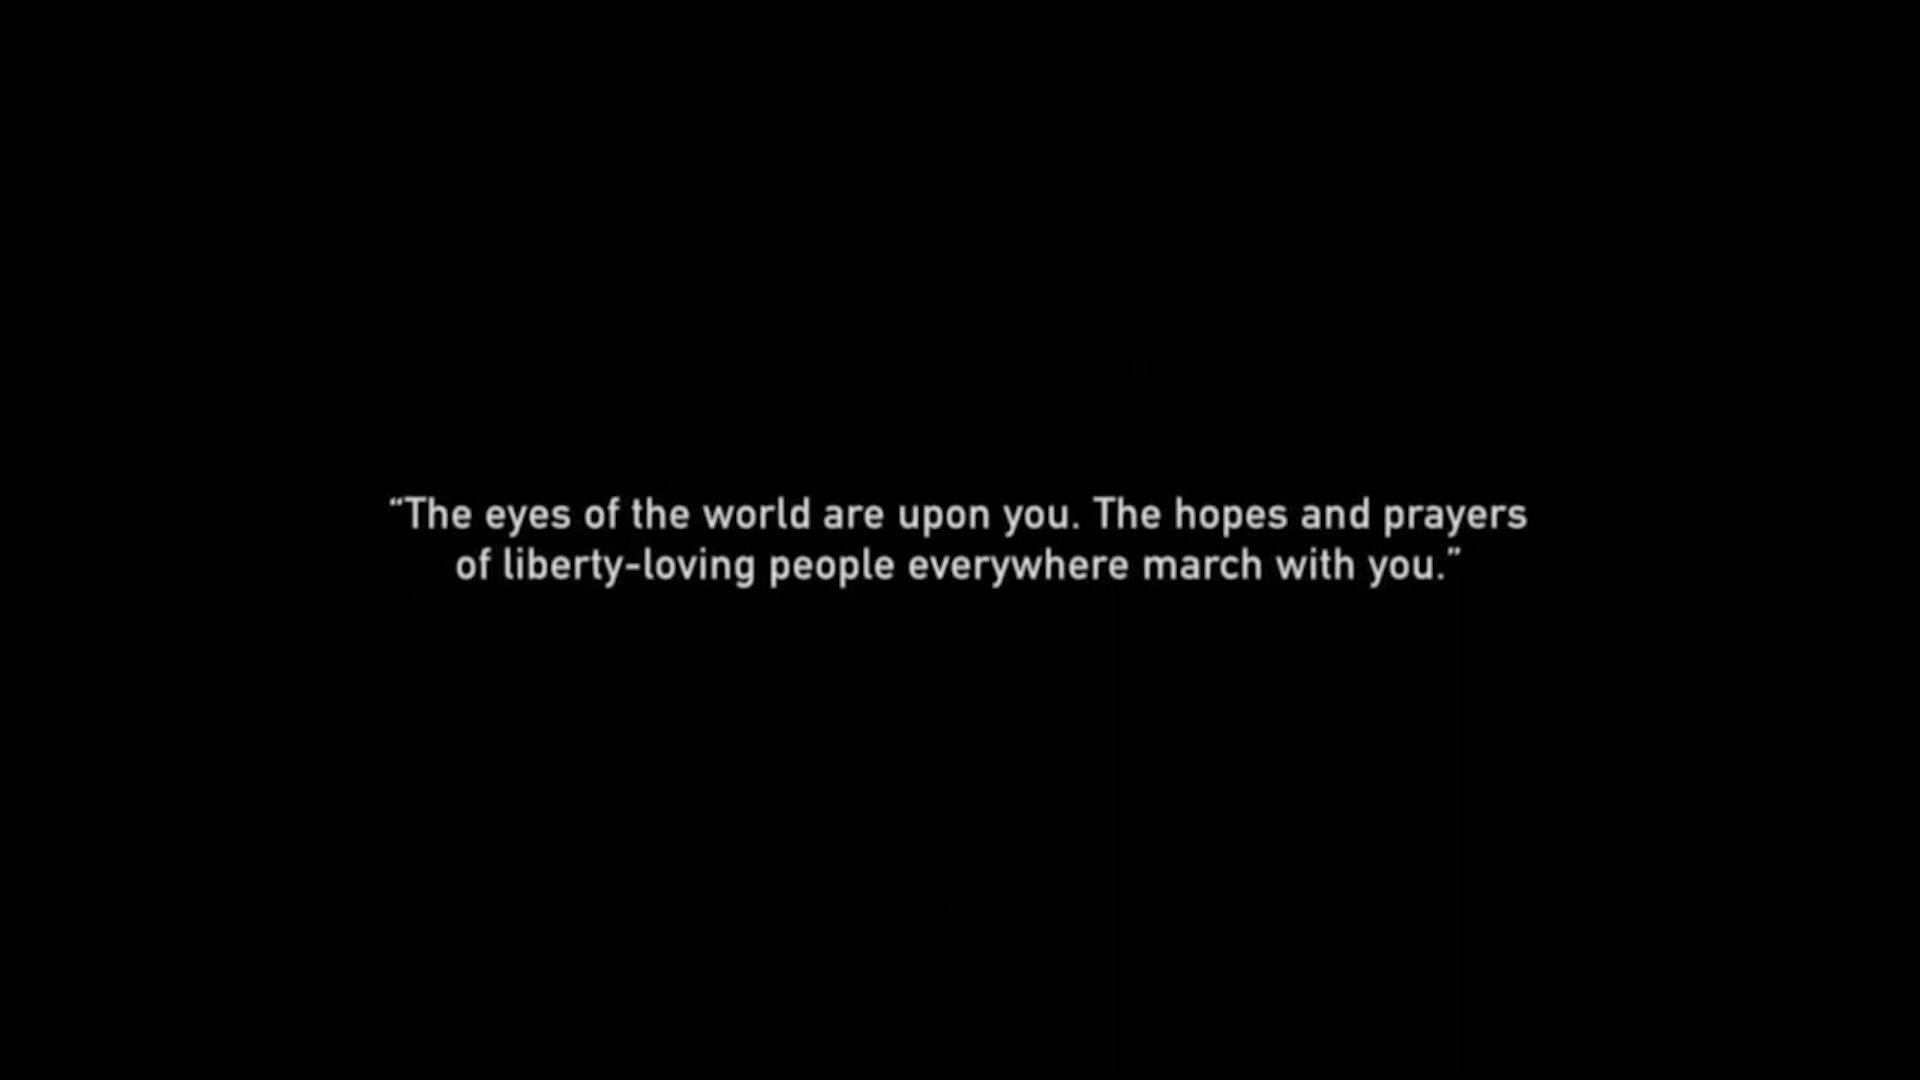 “The eyes of the world are upon you. The hopes and prayers
of liberty-loving people everywhere march with you.”